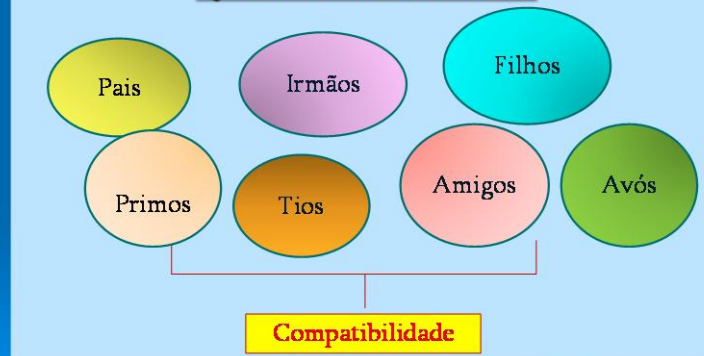 Pais
Irmãos
Filhos
Primos
Tios
Amigos
Avós
Compatibilidade